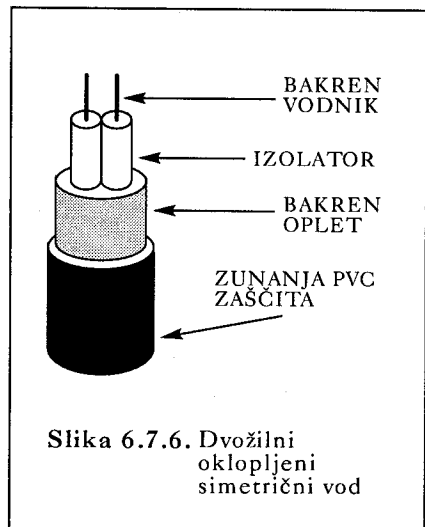 BAKREN
VODNIK
IZOLATOR
BAKREN
OPLET
ZUNANJA PVC
ZAŠČITA
Slika 6.7.6. Dvožilni
oklopljeni
simetrični vod